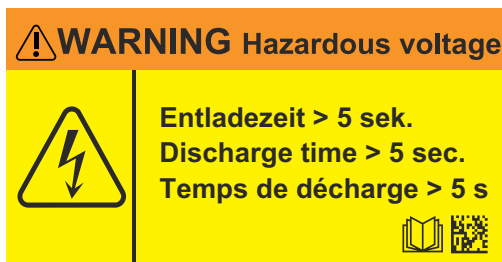 WARNING Hazardous voltage
Entladezeit > 5 sek.
Discharge time > 5 sec.
Temps de décharge > 5 s